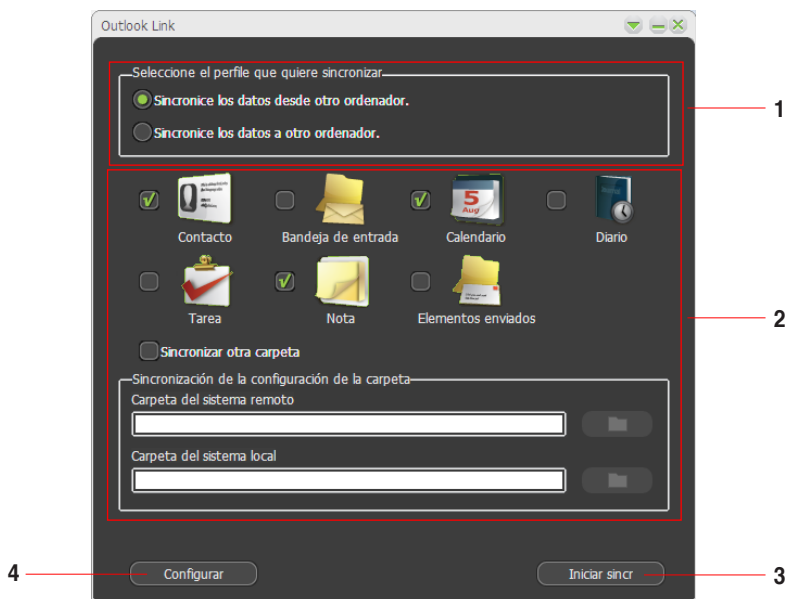 Outlook Link
Seleccione el perfile que quiere sincronizar
Sincronice los datos desde otro ordenador.
Sincronice los datos a otro ordenador.
1
5
Aug
Contacto
Bandeja de entrada
Calendario
Diario
Tarea
Nota
Elementos enviados
2
Sincronizar otra carpeta
Sincronización de la configuración de la carpeta
Carpeta del sistema remoto
Carpeta del sistema local
4
Configurar
Iniciar sincr
3